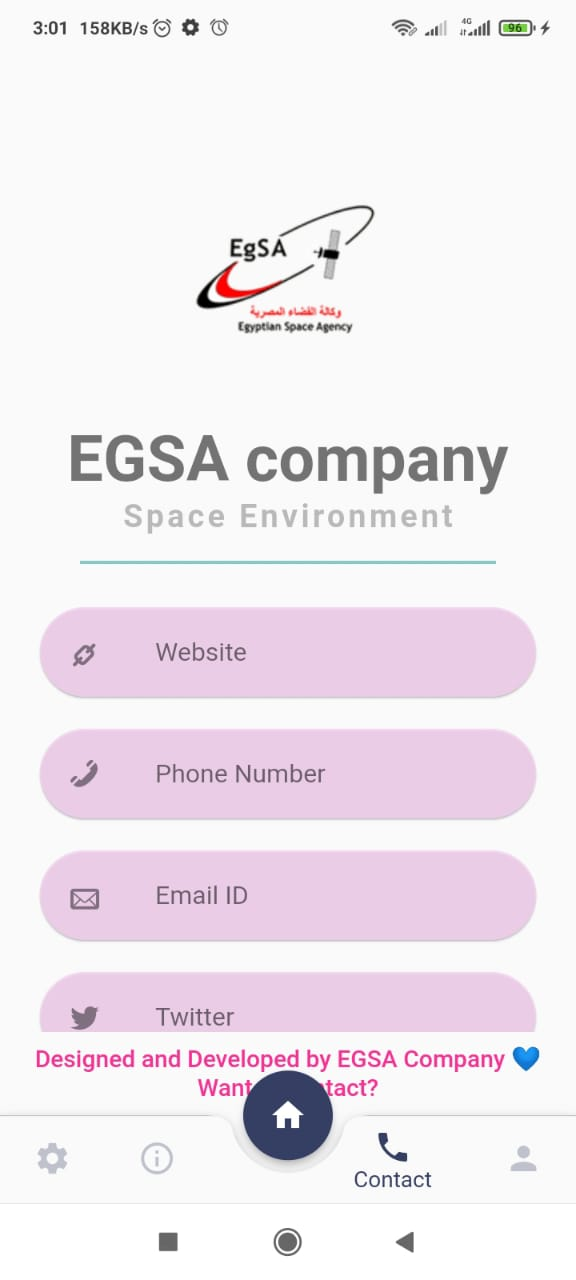 3:01 158KB/s
4G
96
EgSA
وكالة الفضاء المصرية
Egyptian Space Agency
EGSA company
Space Environment
Website
Phone Number
Email ID
Twitter
Designed and Developed by EGSA Company 💙
Want tact?
Contact